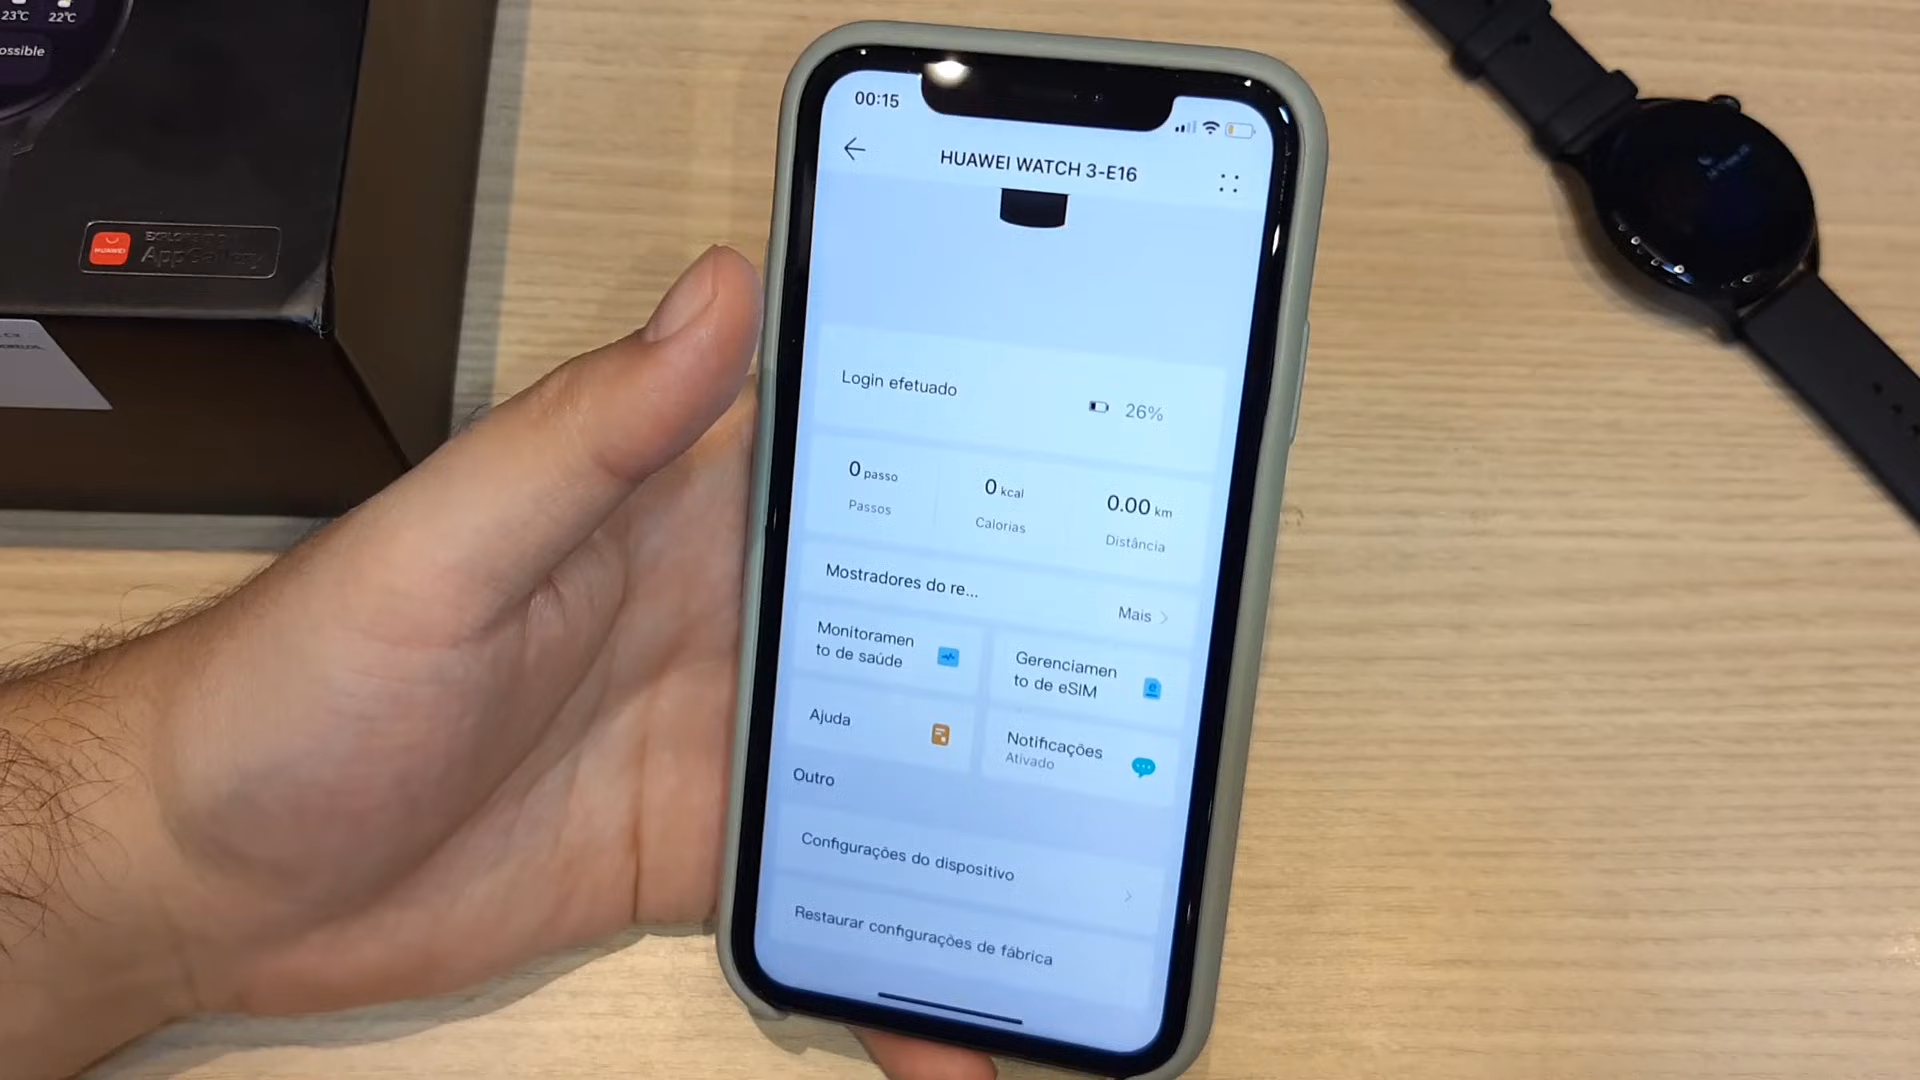 23°C 22°C
ossible
HUAWEI
AppGallery
00:15
HUAWEI WATCH 3-E16
Login efetuado
26%
0 passo
Passos
0 kcal
Calorias
0.00 km
Distância
Mostradores do re...
Mais
Monitoramen
to de saúde
Gerenciamen
to de eSIM
Ajuda
Notificações
Ativado
Outro
Configurações do dispositivo
Restaurar configurações de fábrica